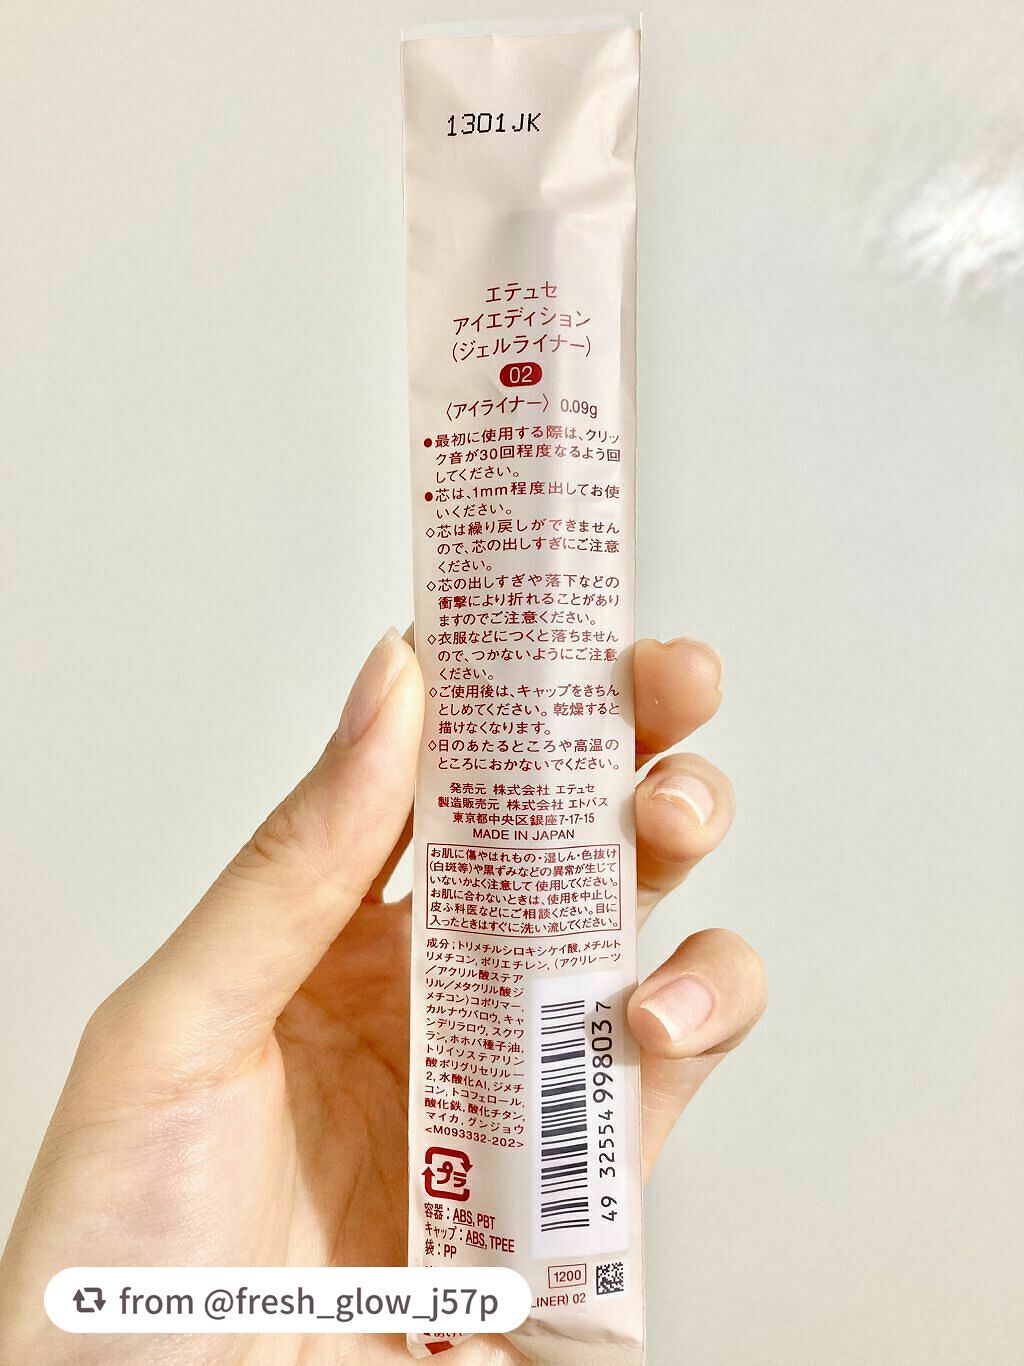 1301JK
エテュセ
アイエディション
(ジェルライナー)
02
〈アイライナー〉 0.09g
●最初に使用する際は、クリッ
ク音が30回程度なるよう回
してください。
●芯は、1mm程度出してお使
いください。
◇芯は繰り戻しができません
ので、芯の出しすぎにご注意
ください。
◇芯の出しすぎや落下などの
衝撃により折れることがあり
ますのでご注意ください。
◇衣服などにつくと落ちません
ので、つかないようにご注意
ください。
◇ご使用後は、キャップをきちん
としめてください。乾燥すると
描けなくなります。
◇日のあたるところや高温の
ところにおかないでください。
発売元 株式会社 エテュセ
製造販売元 株式会社 エトバス
東京都中央区銀座7-17-15
MADE IN JAPAN
お肌に傷やはれもの・湿しん・色抜け
(白斑等)や黒ずみなどの異常が生じて
いないかよく注意して使用してください。
お肌に合わないときは、使用を中止し、
皮ふ科医などにご相談ください。目に
入ったときはすぐに洗い流してください。
成分;トリメチルシロキシケイ酸,メチルト
リメチコン,ポリエチレン,(アクリレーツ
/アクリル酸ステア
リル/メタクリル酸ジ
メチコン)コポリマー,
カルナウバロウ,キャ
ンデリラロウ,スクワ
ラン,ホホバ種子油,
トリイソステアリン
酸ポリグリセリル-
2,水酸化Al,ジメチ
コン,トコフェロール,
酸化鉄,酸化チタン,
マイカ,グンジョウ
<M093332-202>
4932554998037
プラ
容器:ABS,PBT
キャップ:ABS,TPEE
袋:PP
1200
LINER) 02
from @fresh_glow_j57p